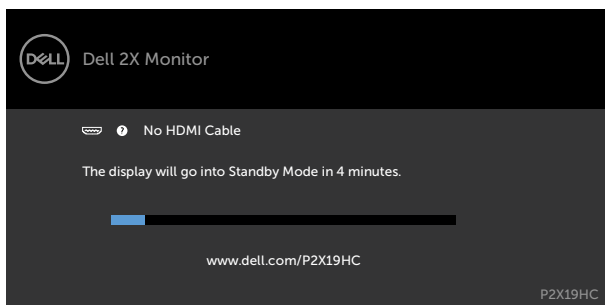 DELL
Dell 2X Monitor
? No HDMI Cable
The display will go into Standby Mode in 4 minutes.
www.dell.com/P2X19HC
P2X19HC